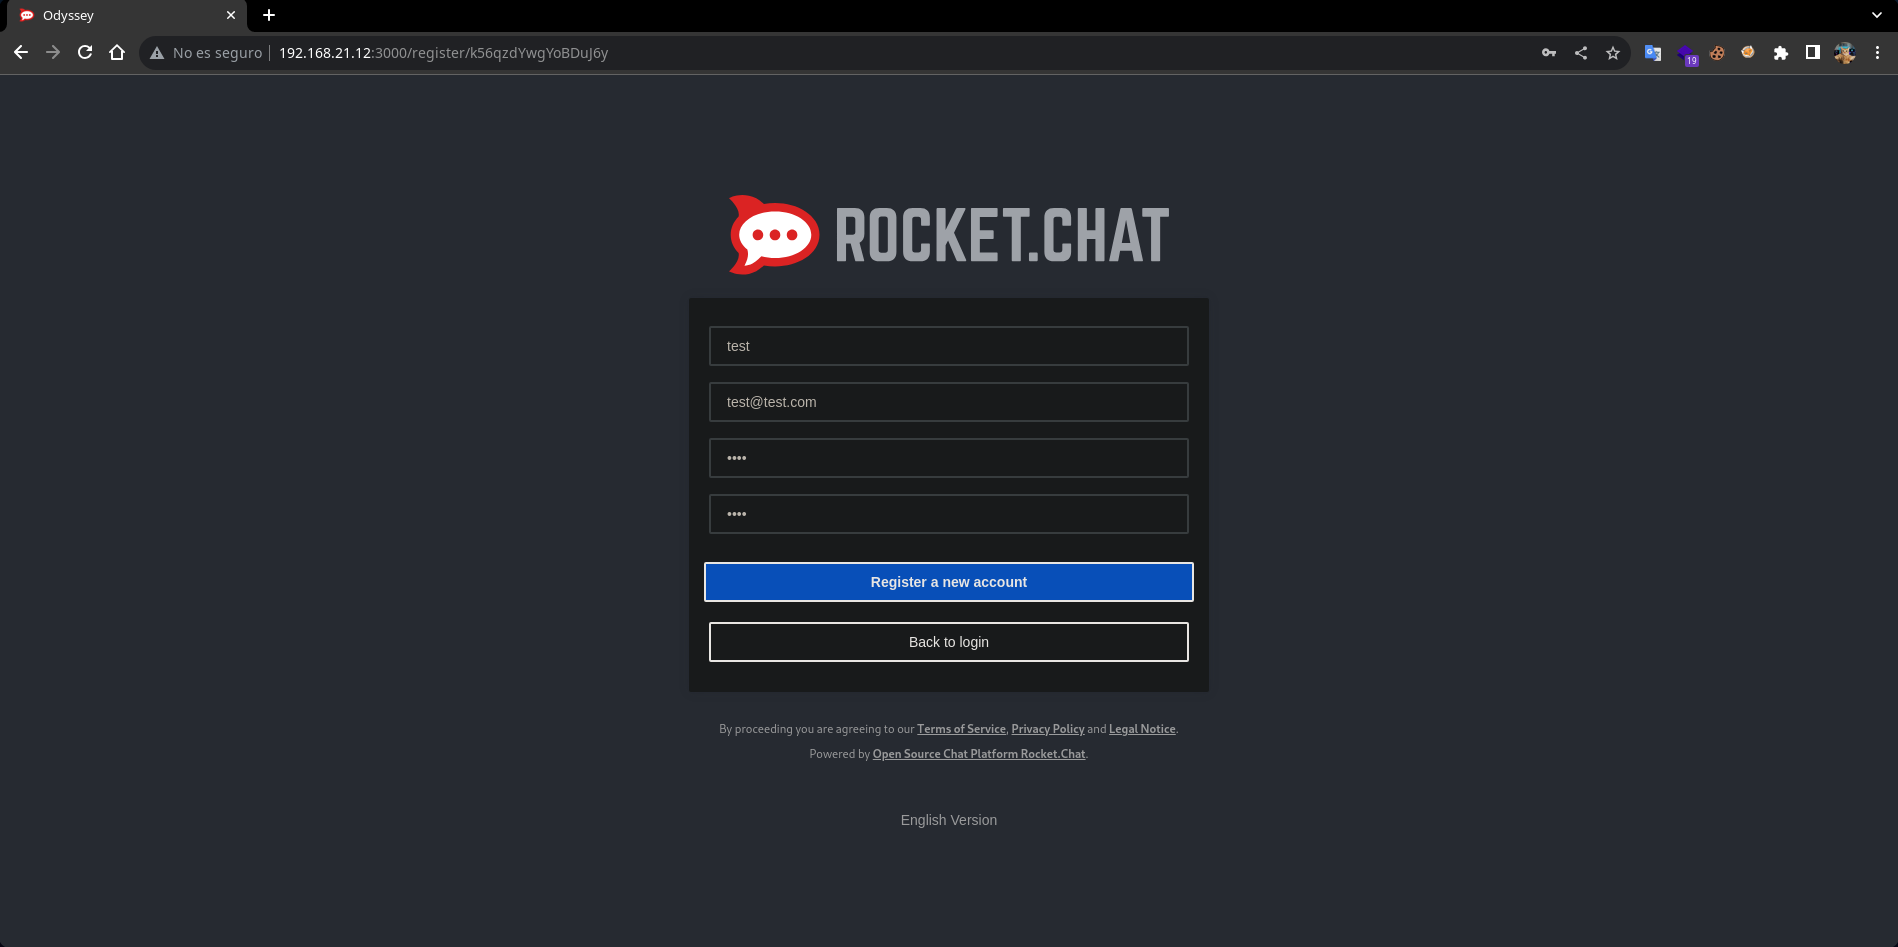 Odyssey
No es seguro 192.168.21.12:3000/register/k56qzdYwgYoBDuJ6y
19
ROCKET.CHAT
test
test@test.com
••••
••••
Register a new account
Back to login
By proceeding you are agreeing to our Terms of Service, Privacy Policy and Legal Notice.
Powered by Open Source Chat Platform Rocket.Chat.
English Version